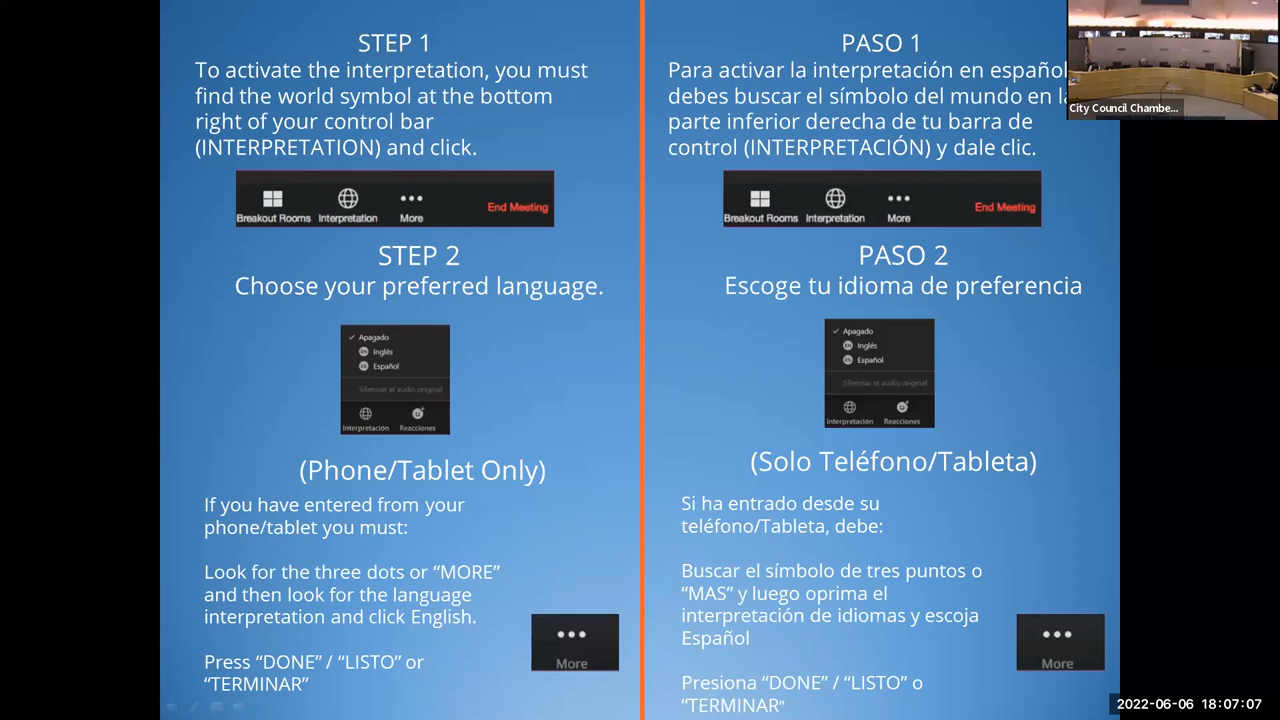 STEP 1
To activate the interpretation, you must
find the world symbol at the bottom
right of your control bar
(INTERPRETATION) and click.
Breakout Rooms Interpretation More End Meeting
STEP 2
Choose your preferred language.
Apagado
Inglés
Español
Silenciar el audio original
Interpretación Reacciones
(Phone/Tablet Only)
If you have entered from your
phone/tablet you must:
Look for the three dots or “MORE”
and then look for the language
interpretation and click English.
More
Press “DONE” / “LISTO” or
“TERMINAR”
PASO 1
Para activar la interpretación en español
debes buscar el símbolo del mundo en la
parte inferior derecha de tu barra de
control (INTERPRETACIÓN) y dale clic.
Breakout Rooms Interpretation More End Meeting
PASO 2
Escoge tu idioma de preferencia
Apagado
Inglés
Español
Silenciar el audio original
Interpretación Reacciones
(Solo Teléfono/Tableta)
Si ha entrado desde su
teléfono/Tableta, debe:
Buscar el símbolo de tres puntos o
“MAS” y luego oprima el
interpretación de idiomas y escoja
Español
More
Presiona “DONE” / “LISTO” o
“TERMINAR”
City Council Chambe...
2022-06-06 18:07:07